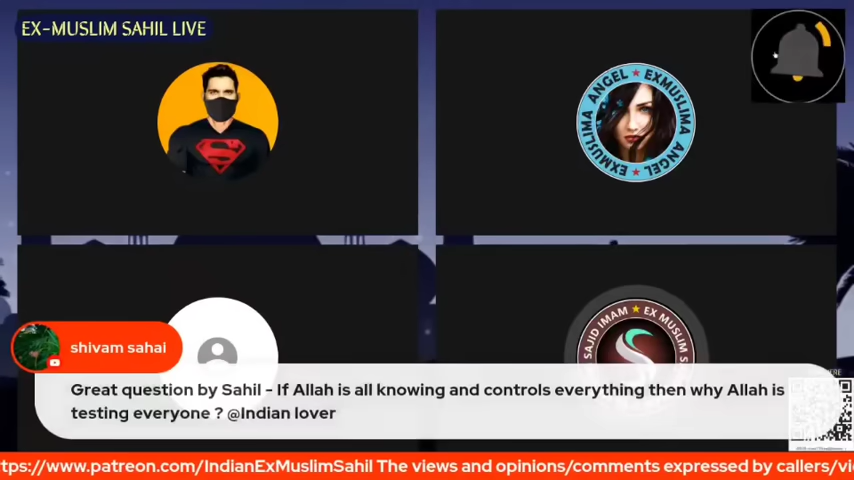 EX-MUSLIM SAHIL LIVE
EXMUSLIMA ANGEL ★ EXMUSLIMA ANGEL ★
SAJID IMAM ★ EX MUSLIM
shivam sahai
Great question by Sahil - If Allah is all knowing and controls everything then why Allah is
testing everyone ? @Indian lover
tps://www.patreon.com/IndianExMuslimSahil The views and opinions/comments expressed by callers/vi